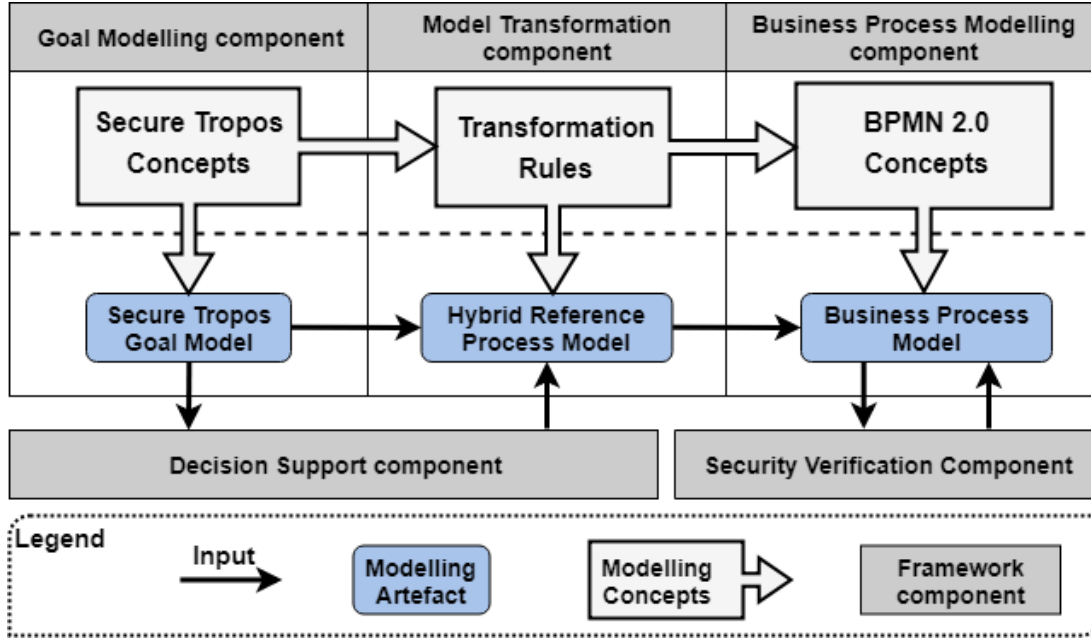 Goal Modelling component
Model Transformation
component
Business Process Modelling
component
Secure Tropos
Concepts
Transformation
Rules
BPMN 2.0
Concepts
Secure Tropos
Goal Model
Hybrid Reference
Process Model
Business Process
Model
Decision Support component
Security Verification Component
Legend
Input
Modelling
Artefact
Modelling
Concepts
Framework
component